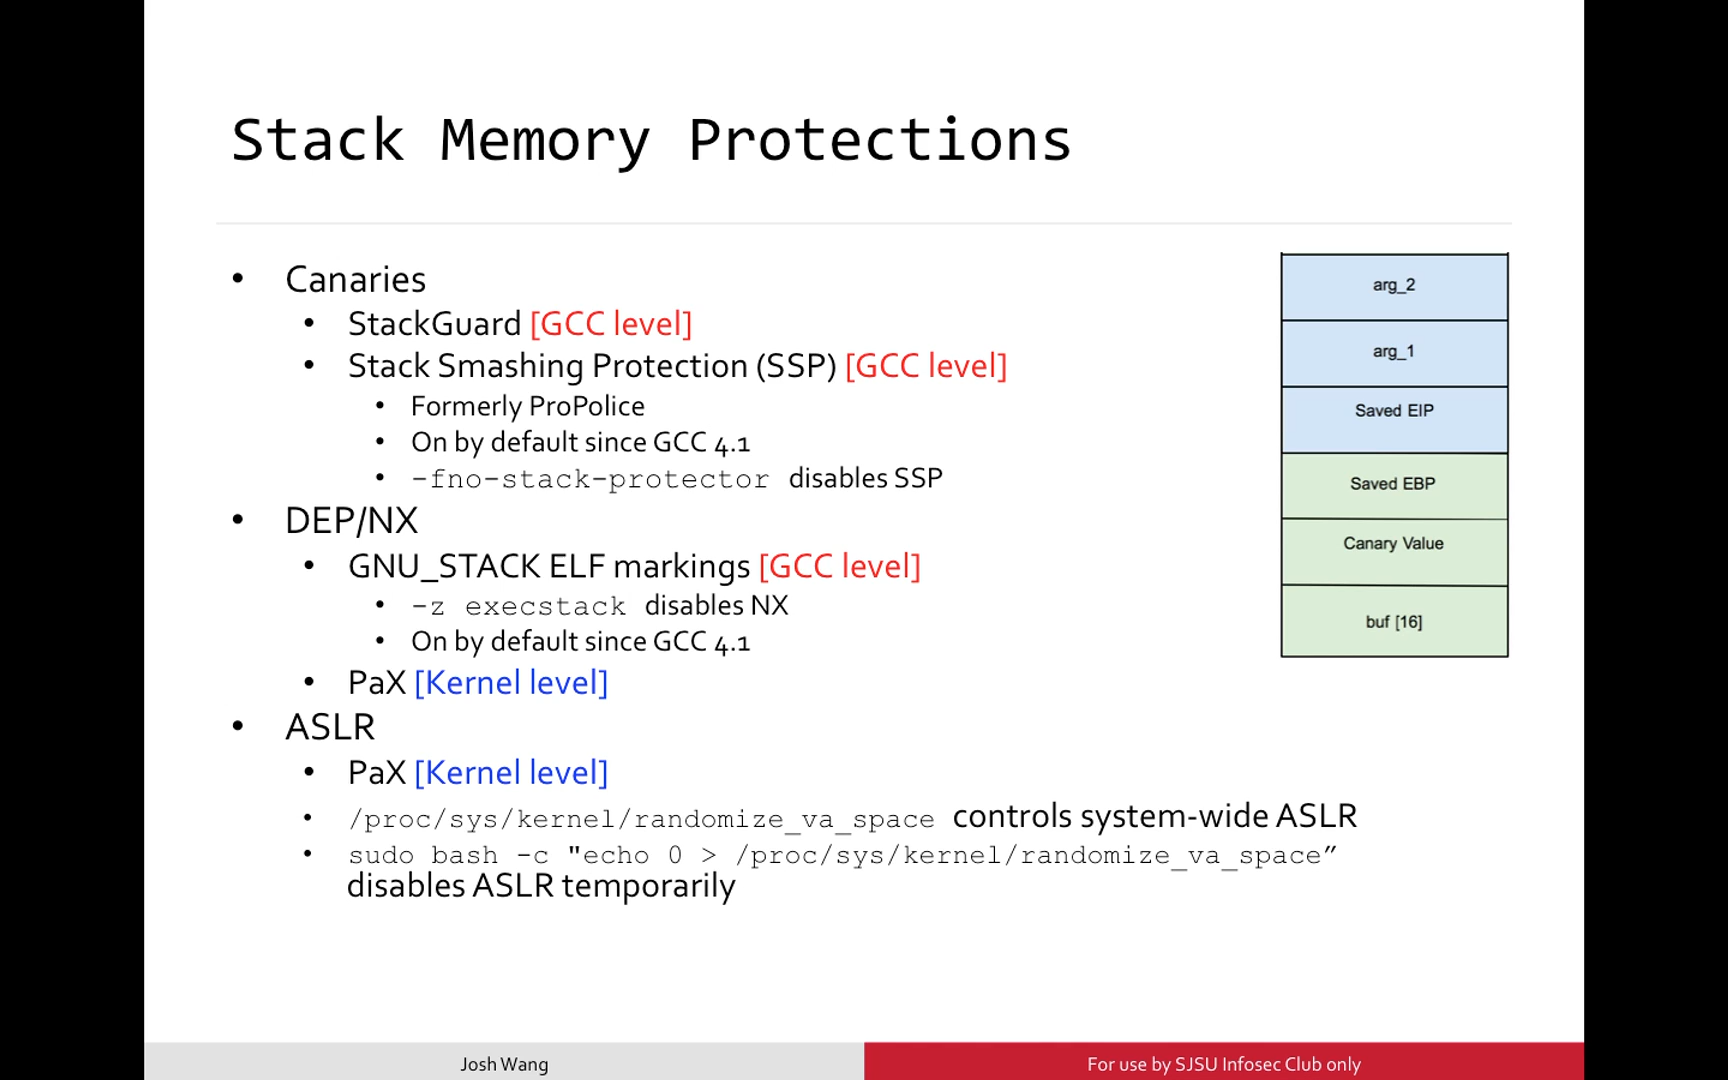 Stack Memory Protections
• Canaries
• StackGuard [GCC level]
• Stack Smashing Protection (SSP) [GCC level]
• Formerly ProPolice
• On by default since GCC 4.1
• -fno-stack-protector disables SSP
• DEP/NX
• GNU_STACK ELF markings [GCC level]
• -z execstack disables NX
• On by default since GCC 4.1
• PaX [Kernel level]
• ASLR
• PaX [Kernel level]
• /proc/sys/kernel/randomize_va_space controls system-wide ASLR
• sudo bash -c "echo 0 > /proc/sys/kernel/randomize_va_space”
disables ASLR temporarily
arg_2
arg_1
Saved EIP
Saved EBP
Canary Value
buf [16]
Josh Wang
For use by SJSU Infosec Club only